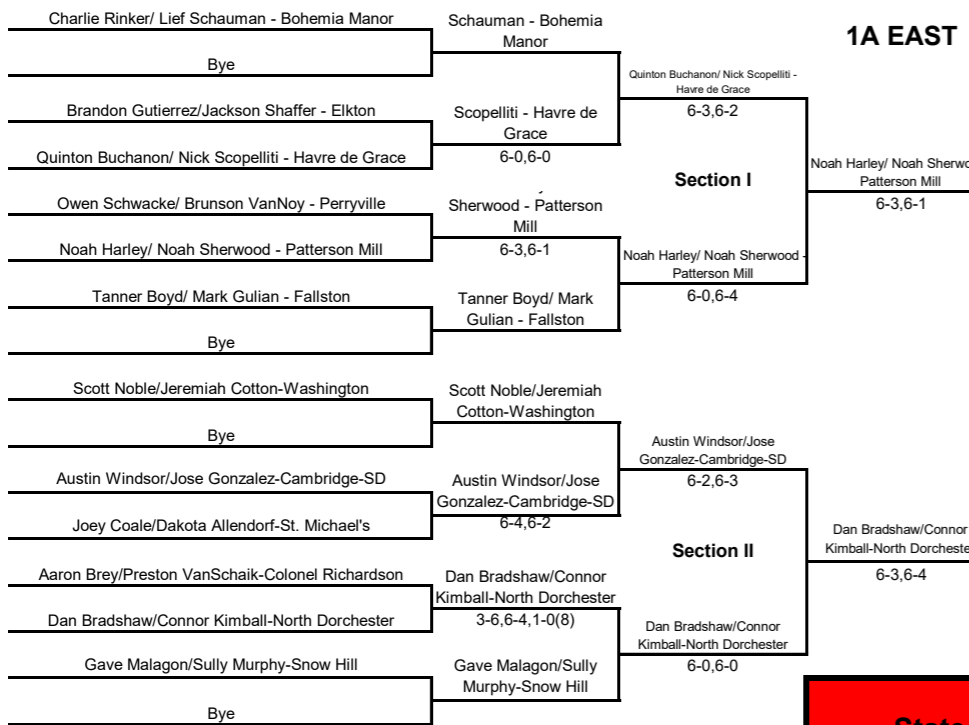 Charlie Rinker/ Lief Schauman - Bohemia Manor
Bye
Brandon Gutierrez/Jackson Shaffer - Elkton
Quinton Buchanon/ Nick Scopelliti - Havre de Grace
Owen Schwacke/ Brunson VanNoy - Perryville
Noah Harley/ Noah Sherwood - Patterson Mill
Tanner Boyd/ Mark Gulian - Fallston
Bye
Scott Noble/Jeremiah Cotton-Washington
Bye
Austin Windsor/Jose Gonzalez-Cambridge-SD
Joey Coale/Dakota Allendorf-St. Michael's
Aaron Brey/Preston VanSchaik-Colonel Richardson
Dan Bradshaw/Connor Kimball-North Dorchester
Gave Malagon/Sully Murphy-Snow Hill
Bye
Schauman - Bohemia
Manor
Scopelliti - Havre de
Grace
6-0,6-0
Sherwood - Patterson
Mill
6-3,6-1
Tanner Boyd/ Mark
Gulian - Fallston
Scott Noble/Jeremiah
Cotton-Washington
Austin Windsor/Jose
Gonzalez-Cambridge-SD
6-4,6-2
Dan Bradshaw/Connor
Kimball-North Dorchester
3-6,6-4,1-0(8)
Gave Malagon/Sully
Murphy-Snow Hill
Quinton Buchanon/ Nick Scopelliti -
Havre de Grace
6-3,6-2
Section I
Noah Harley/ Noah Sherwood -
Patterson Mill
6-0,6-4
Austin Windsor/Jose
Gonzalez-Cambridge-SD
6-2,6-3
Section II
Dan Bradshaw/Connor
Kimball-North Dorchester
6-0,6-0
1A EAST
Noah Harley/ Noah Sherwo
Patterson Mill
6-3,6-1
Dan Bradshaw/Connor
Kimball-North Dorcheste
6-3,6-4